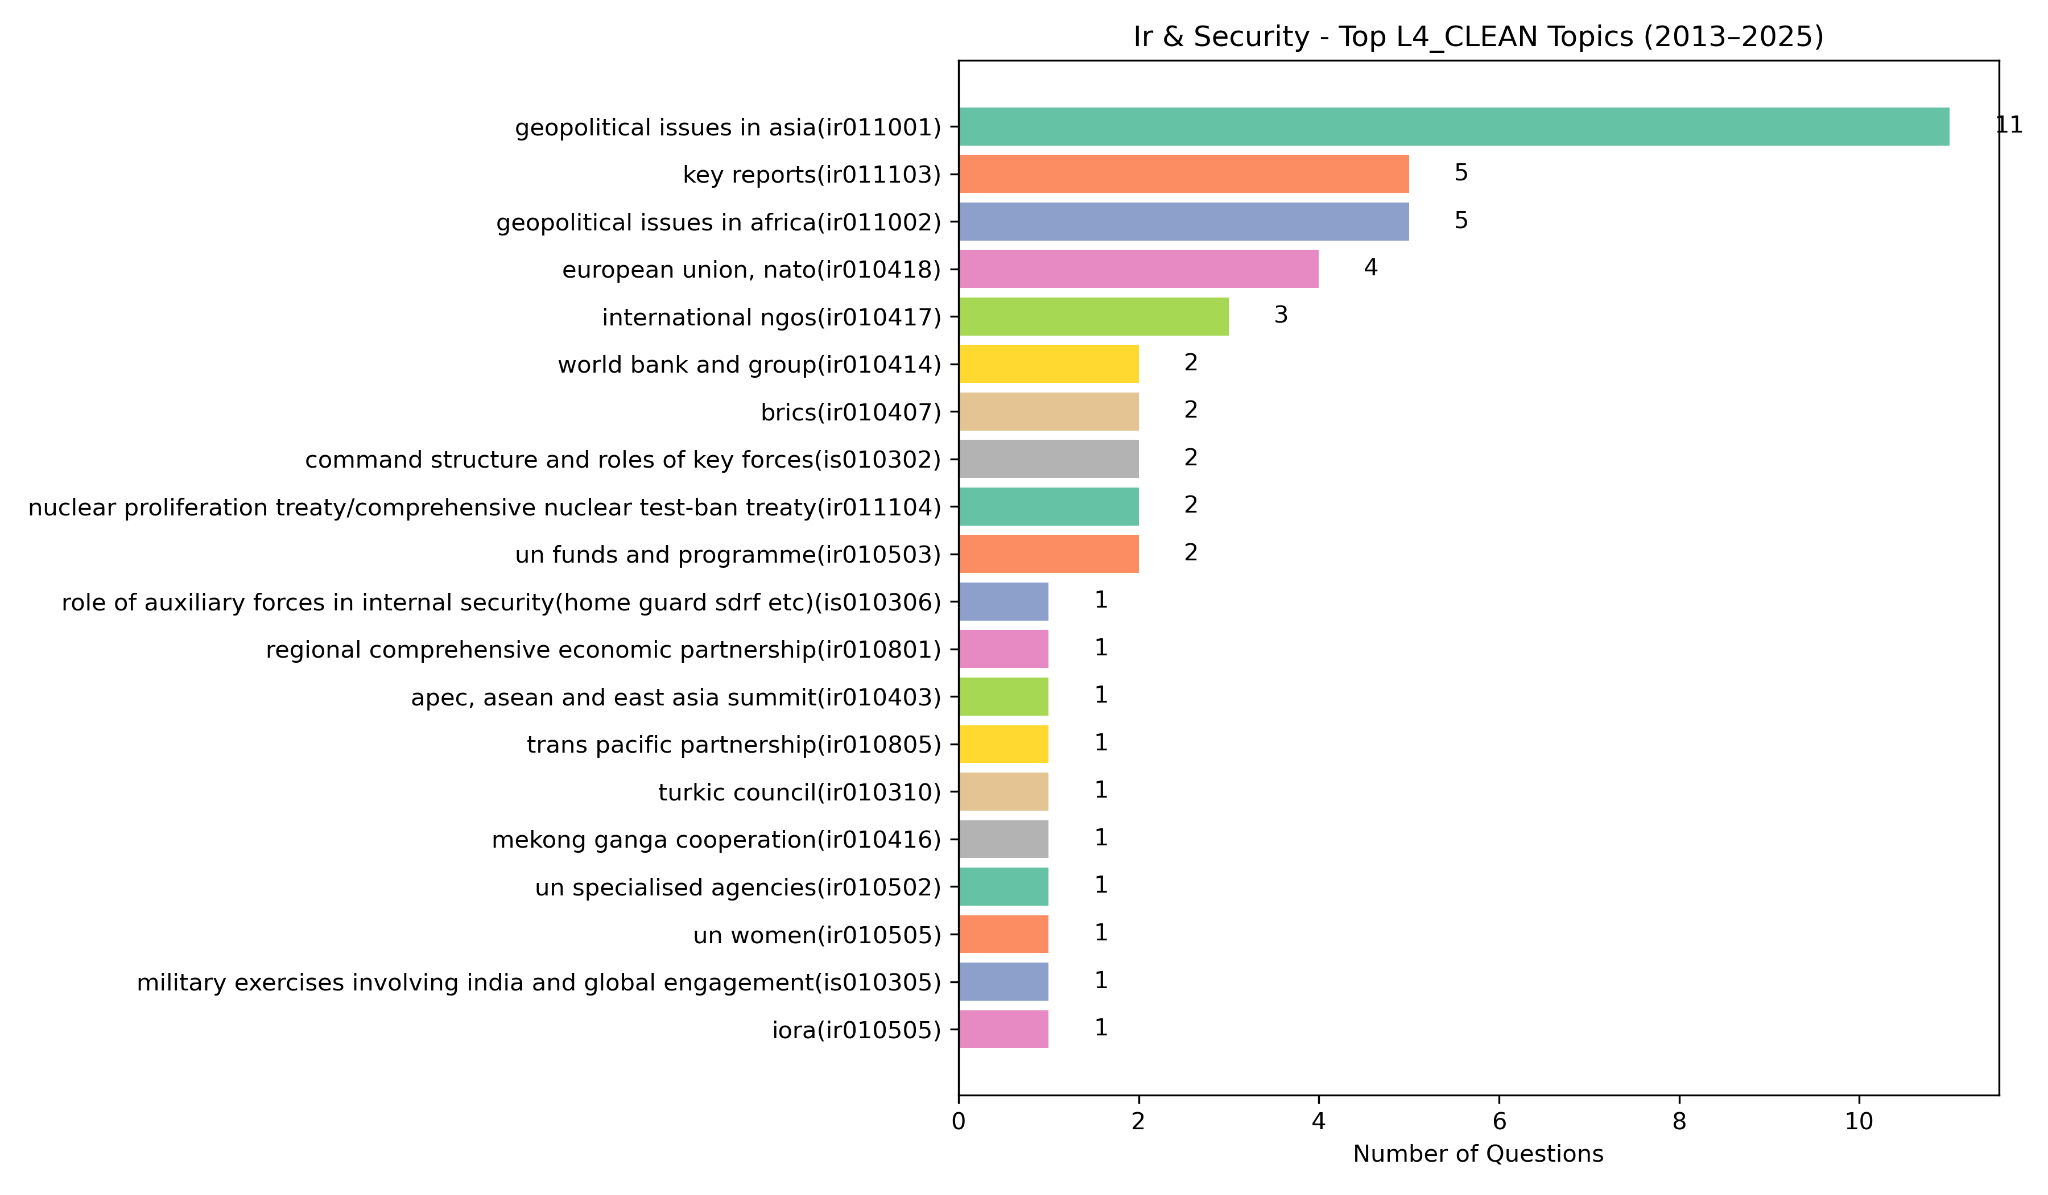 Ir & Security - Top L4_CLEAN Topics (2013–2025)
geopolitical issues in asia(ir011001) 11
key reports(ir011103) 5
geopolitical issues in africa(ir011002) 5
european union, nato(ir010418) 4
international ngos(ir010417) 3
world bank and group(ir010414) 2
brics(ir010407) 2
command structure and roles of key forces(is010302) 2
nuclear proliferation treaty/comprehensive nuclear test-ban treaty(ir011104) 2
un funds and programme(ir010503) 2
role of auxiliary forces in internal security(home guard sdrf etc)(is010306) 1
regional comprehensive economic partnership(ir010801) 1
apec, asean and east asia summit(ir010403) 1
trans pacific partnership(ir010805) 1
turkic council(ir010310) 1
mekong ganga cooperation(ir010416) 1
un specialised agencies(ir010502) 1
un women(ir010505) 1
military exercises involving india and global engagement(is010305) 1
iora(ir010505) 1
0 2 4 6 8 10
Number of Questions